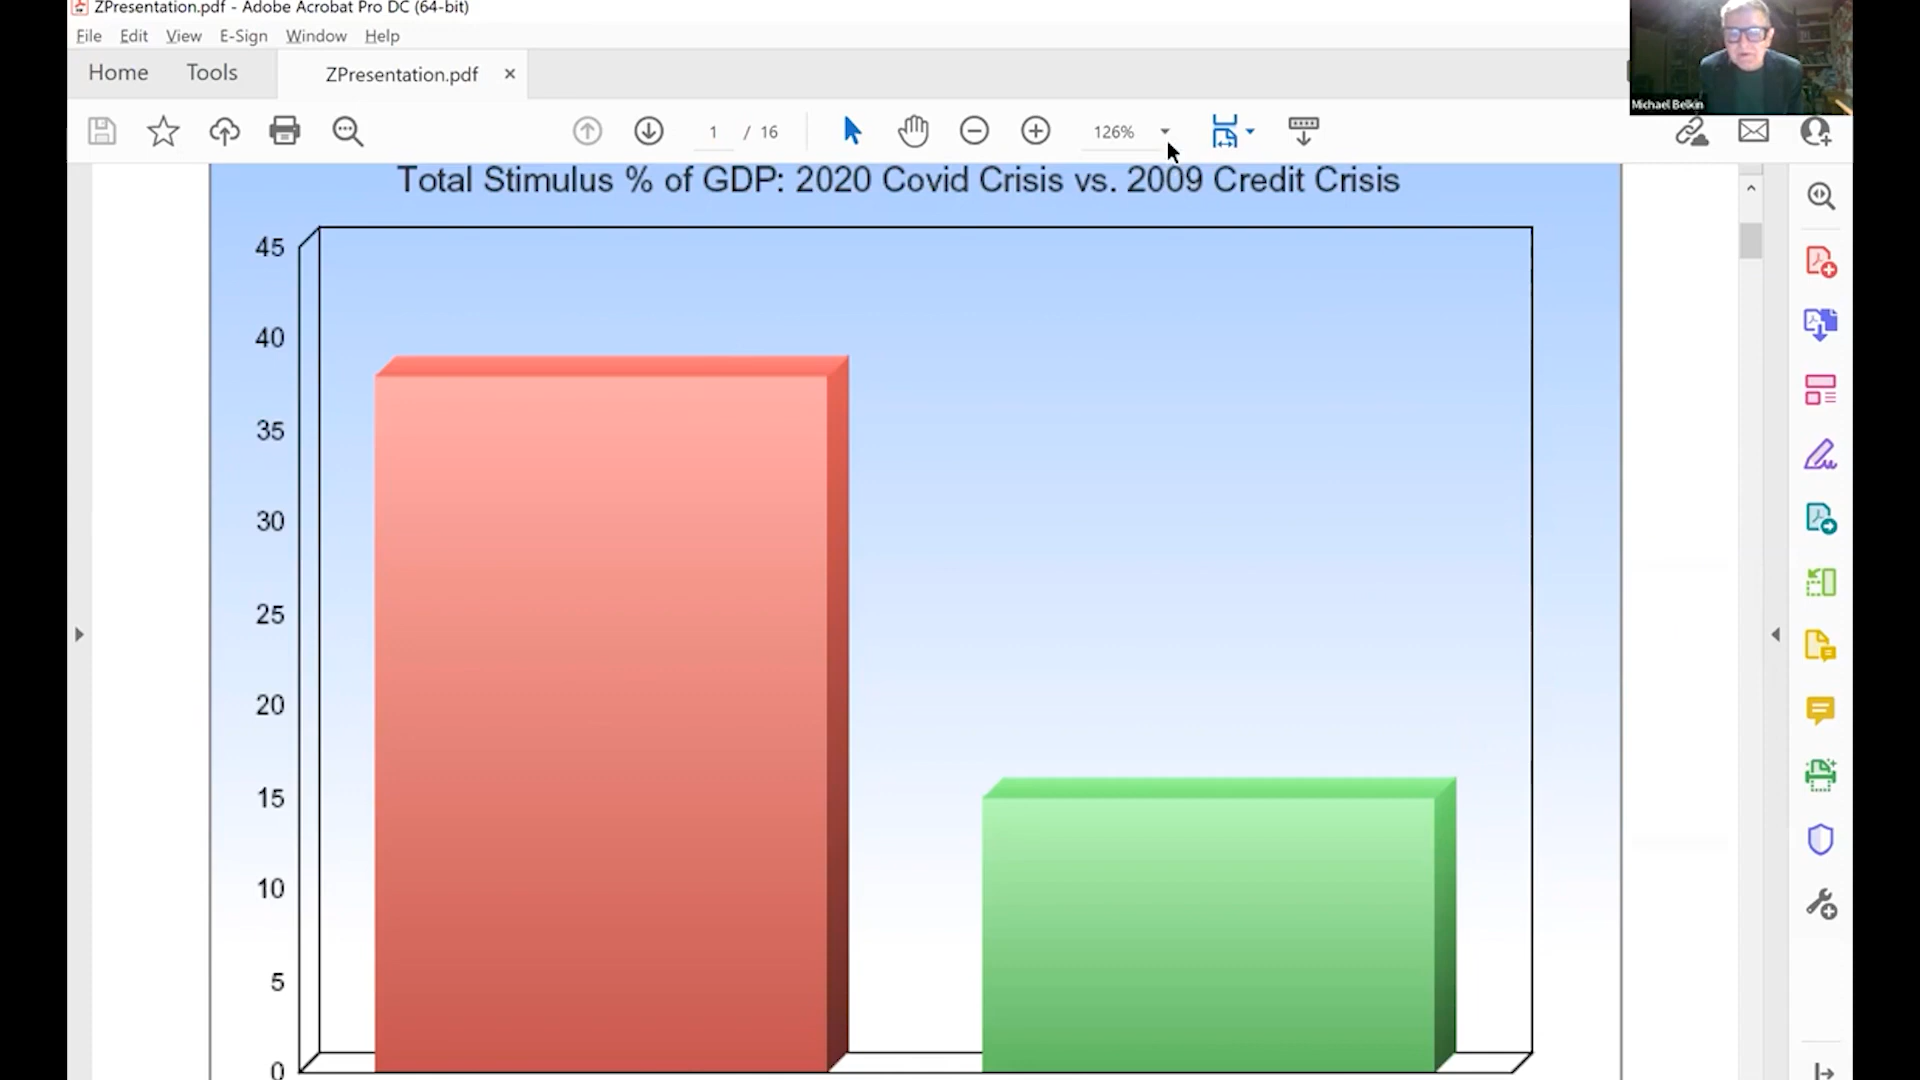 ZPresentation.pdf - Adobe Acrobat Pro DC (64-bit)
File Edit View E-Sign Window Help
Home Tools ZPresentation.pdf
1 / 16 126%
Michael Belkin
Total Stimulus % of GDP: 2020 Covid Crisis vs. 2009 Credit Crisis
45
40
35
30
25
20
15
10
5
0